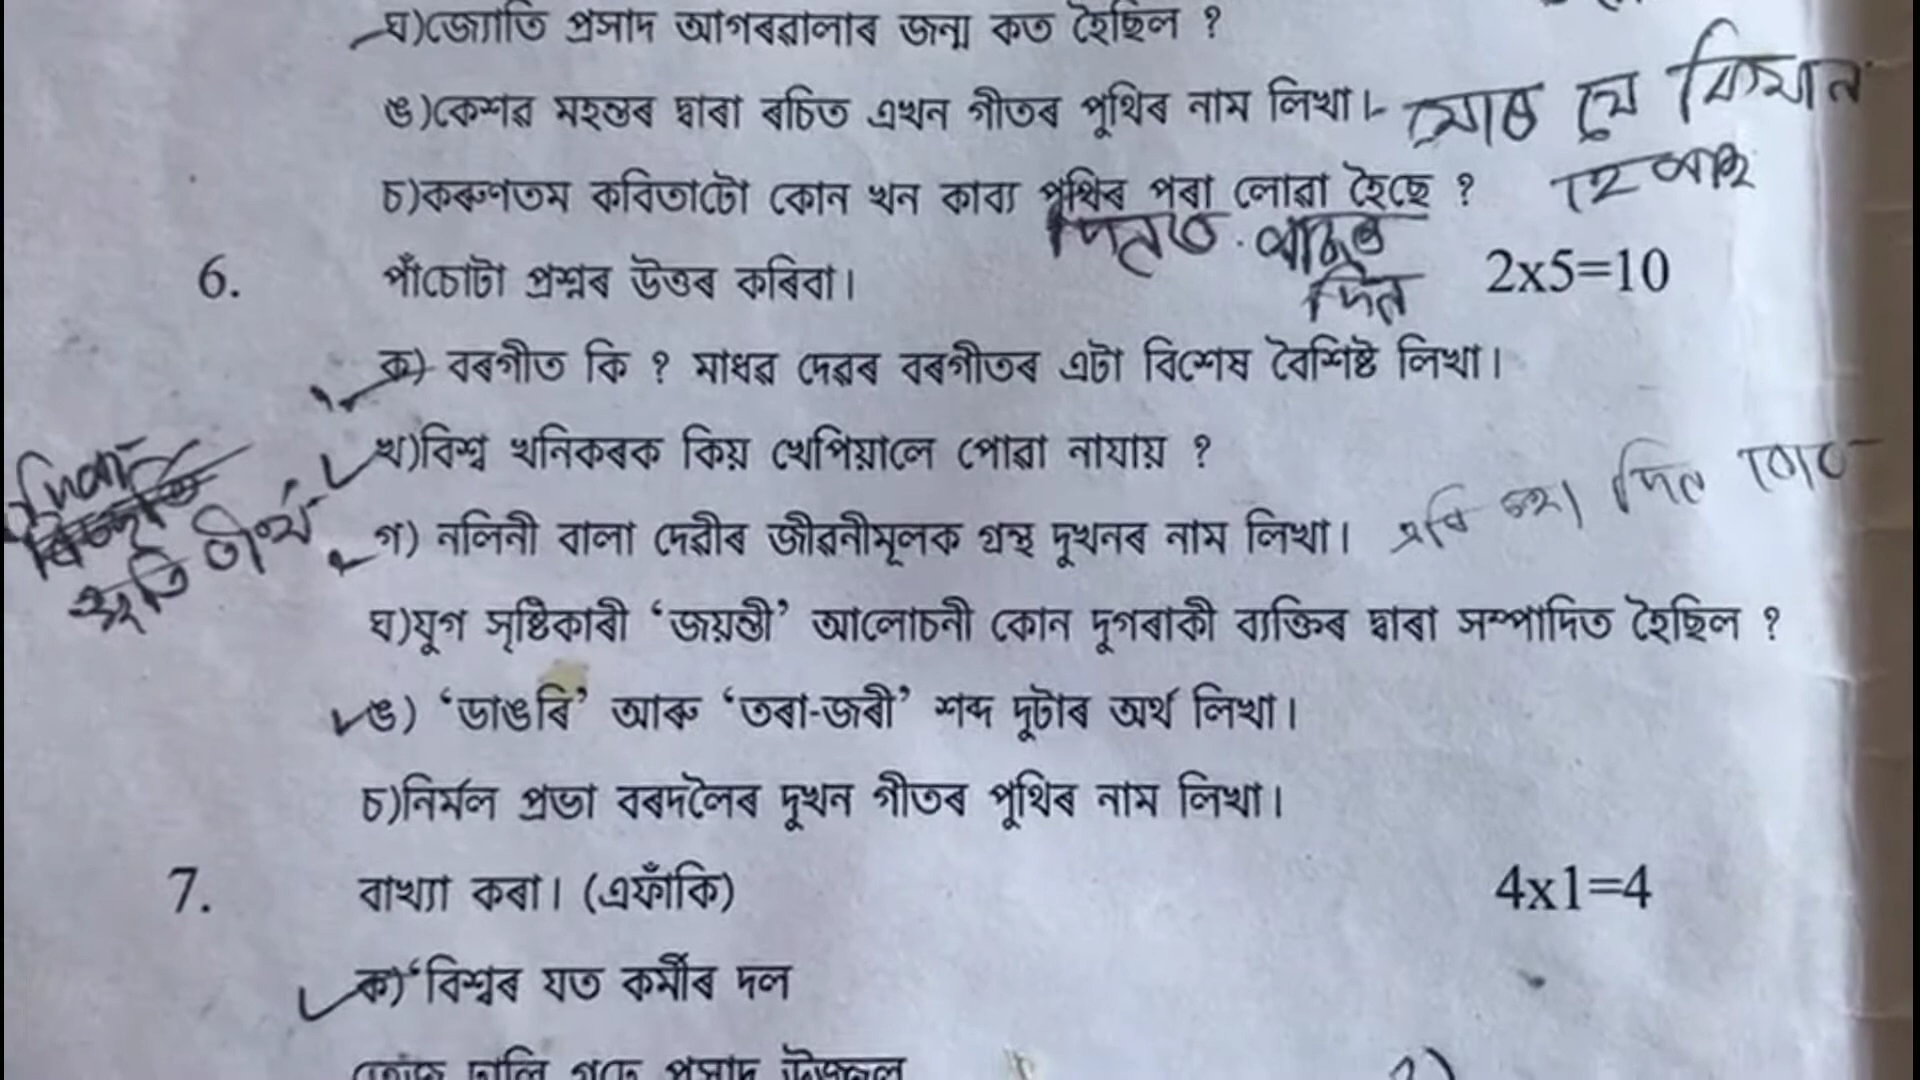 ঘ)জ্যোতি প্ৰসাদ আগৰৱালাৰ জন্ম কত হৈছিল ?
ঙ)কেশৱ মহন্তৰ দ্বাৰা ৰচিত এখন গীতৰ পুথিৰ নাম লিখা।
চ)কৰুণতম কবিতাটো কোন খন কাব্য পুথিৰ পৰা লোৱা হৈছে ?
6. পাঁচোটা প্ৰশ্নৰ উত্তৰ কৰিবা। 2x5=10
দিন
ক) বৰগীত কি ? মাধৱ দেৱৰ বৰগীতৰ এটা বিশেষ বৈশিষ্ট লিখা।
খ)বিশ্ব খনিকৰক কিয় খেপিয়ালে পোৱা নাযায় ?
গ) নলিনী বালা দেৱীৰ জীৱনীমূলক গ্ৰন্থ দুখনৰ নাম লিখা।
স্মৃতি তীৰ্থ
ঘ)যুগ সৃষ্টিকাৰী ‘জয়ন্তী’ আলোচনী কোন দুগৰাকী ব্যক্তিৰ দ্বাৰা সম্পাদিত হৈছিল ?
ঙ) ‘ডাঙৰি’ আৰু ‘তৰা-জৰী’ শব্দ দুটাৰ অৰ্থ লিখা।
চ)নিৰ্মল প্ৰভা বৰদলৈৰ দুখন গীতৰ পুথিৰ নাম লিখা।
7. বাখ্যা কৰা। (এফাঁকি) 4x1=4
ক)‘বিশ্বৰ যত কৰ্মীৰ দল